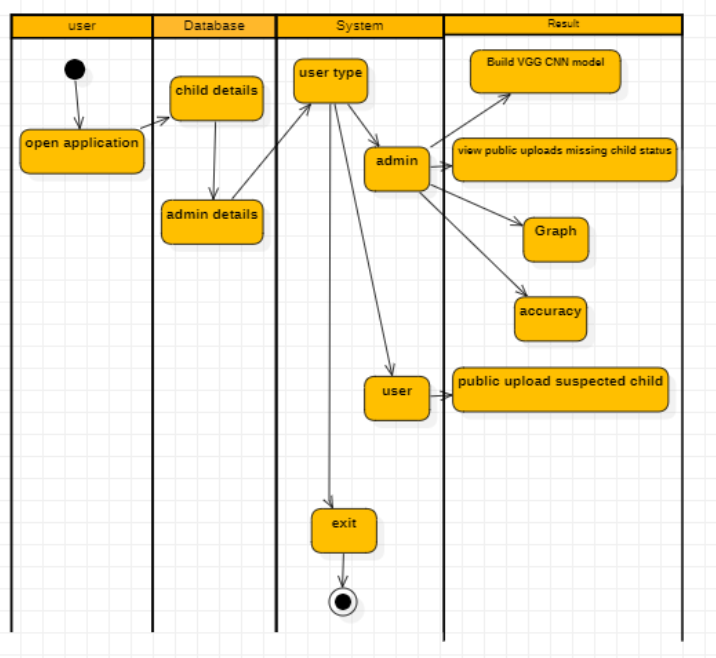 user
Database
System
Result
open application
child details
admin details
user type
admin
user
exit
Build VGG CNN model
view public uploads missing child status
Graph
accuracy
public upload suspected child